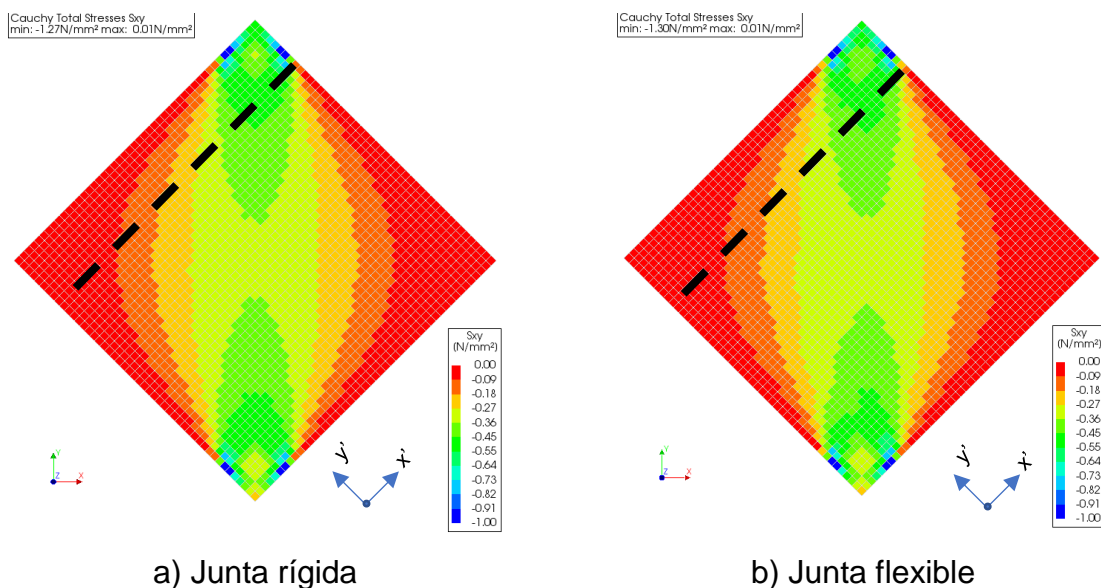 Cauchy Total Stresses Sxy
min: -1.27N/mm² max: 0.01N/mm²
Sxy
(N/mm²)
0.00
-0.09
-0.18
-0.27
-0.36
-0.45
-0.55
-0.64
-0.73
-0.82
-0.91
-1.00
Y
Z
X
y'
x'
a) Junta rígida
Cauchy Total Stresses Sxy
min: -1.30N/mm² max: 0.01N/mm²
Sxy
(N/mm²)
0.00
-0.09
-0.18
-0.27
-0.36
-0.45
-0.55
-0.64
-0.73
-0.82
-0.91
-1.00
Y
Z
X
y'
x'
b) Junta flexible